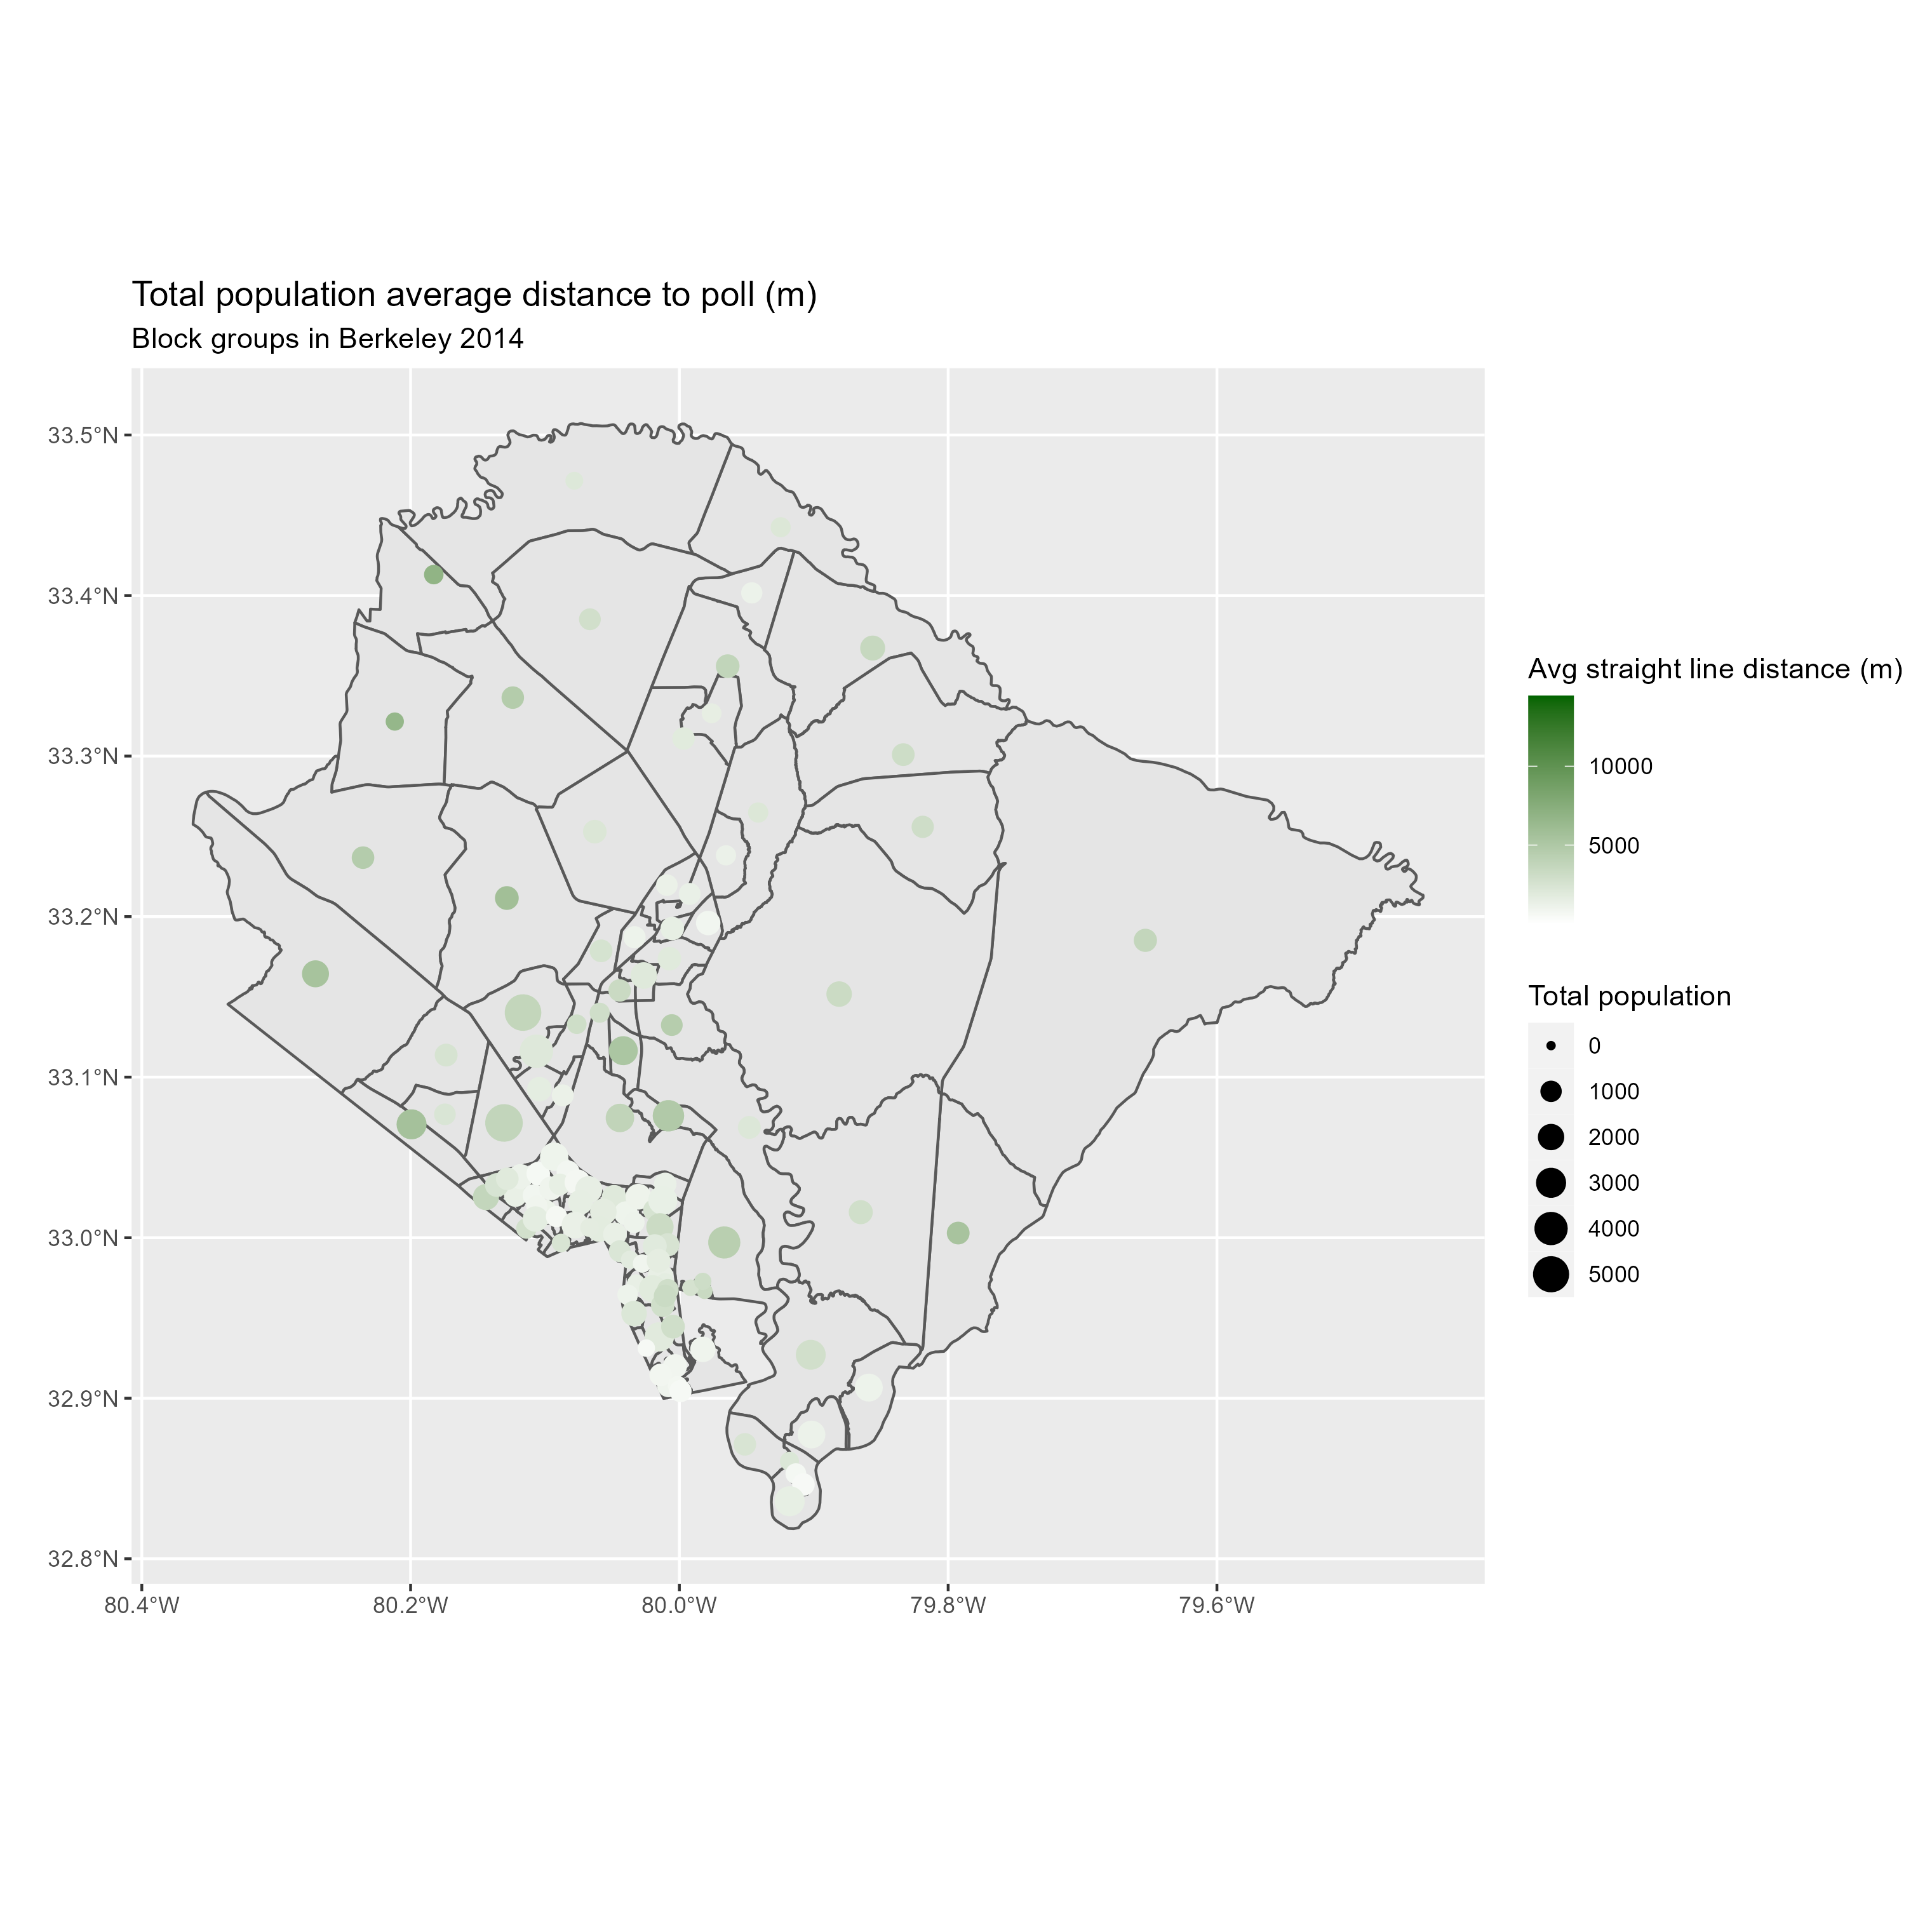 Total population average distance to poll (m)
Block groups in Berkeley 2014
33.5°N
33.4°N
33.3°N
33.2°N
33.1°N
33.0°N
32.9°N
32.8°N
80.4°W
80.2°W
80.0°W
79.8°W
79.6°W
Avg straight line distance (m)
10000
5000
Total population
0
1000
2000
3000
4000
5000